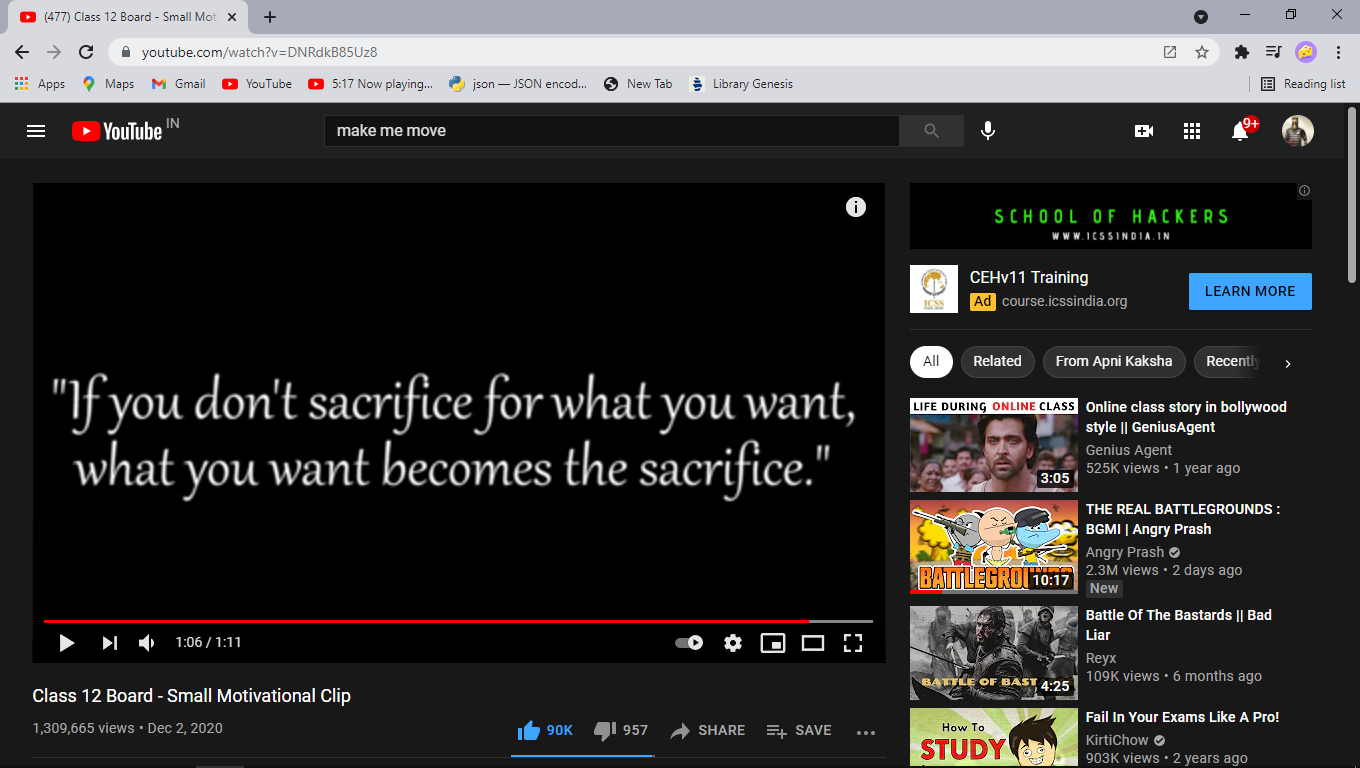 (477) Class 12 Board - Small Moti
youtube.com/watch?v=DNRdkB85Uz8
Apps Maps Gmail YouTube 5:17 Now playing... json — JSON encod... New Tab Library Genesis Reading list
YouTube IN
make me move
9+
"If you don't sacrifice for what you want,
what you want becomes the sacrifice."
1:06 / 1:11
Class 12 Board - Small Motivational Clip
1,309,665 views • Dec 2, 2020
90K 957 SHARE SAVE
SCHOOL OF HACKERS
WWW.ICSSINDIA.IN
ICSS
CEHv11 Training
Ad course.icssindia.org
LEARN MORE
All Related From Apni Kaksha Recently
LIFE DURING ONLINE CLASS
3:05
Online class story in bollywood
style || GeniusAgent
Genius Agent
525K views • 1 year ago
BATTLEGROUNDS
10:17
THE REAL BATTLEGROUNDS :
BGMI | Angry Prash
Angry Prash
2.3M views • 2 days ago
New
BATTLE OF BAST
4:25
Battle Of The Bastards || Bad
Liar
Reyx
109K views • 6 months ago
How To
STUDY
Fail In Your Exams Like A Pro!
KirtiChow
903K views • 2 years ago